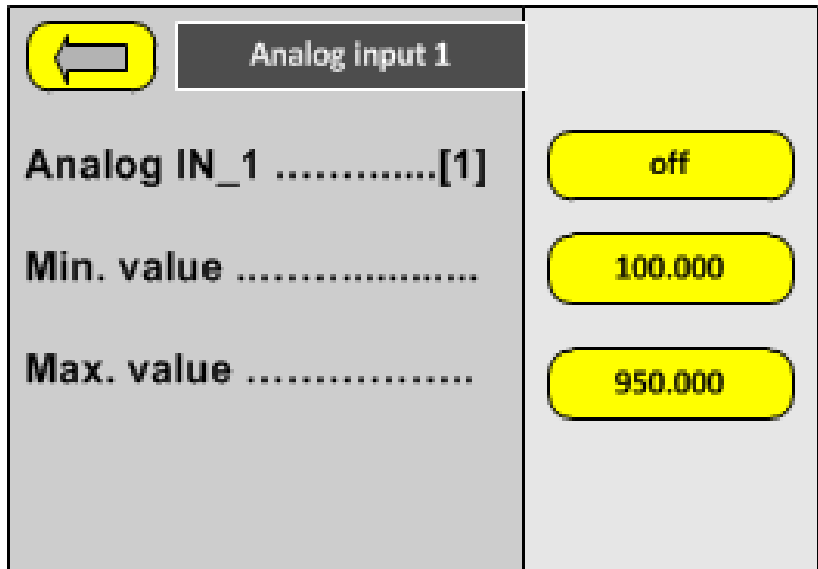 Analog input 1
Analog IN_1 .............[1] off
Min. value ..................... 100.000
Max. value ................. 950.000